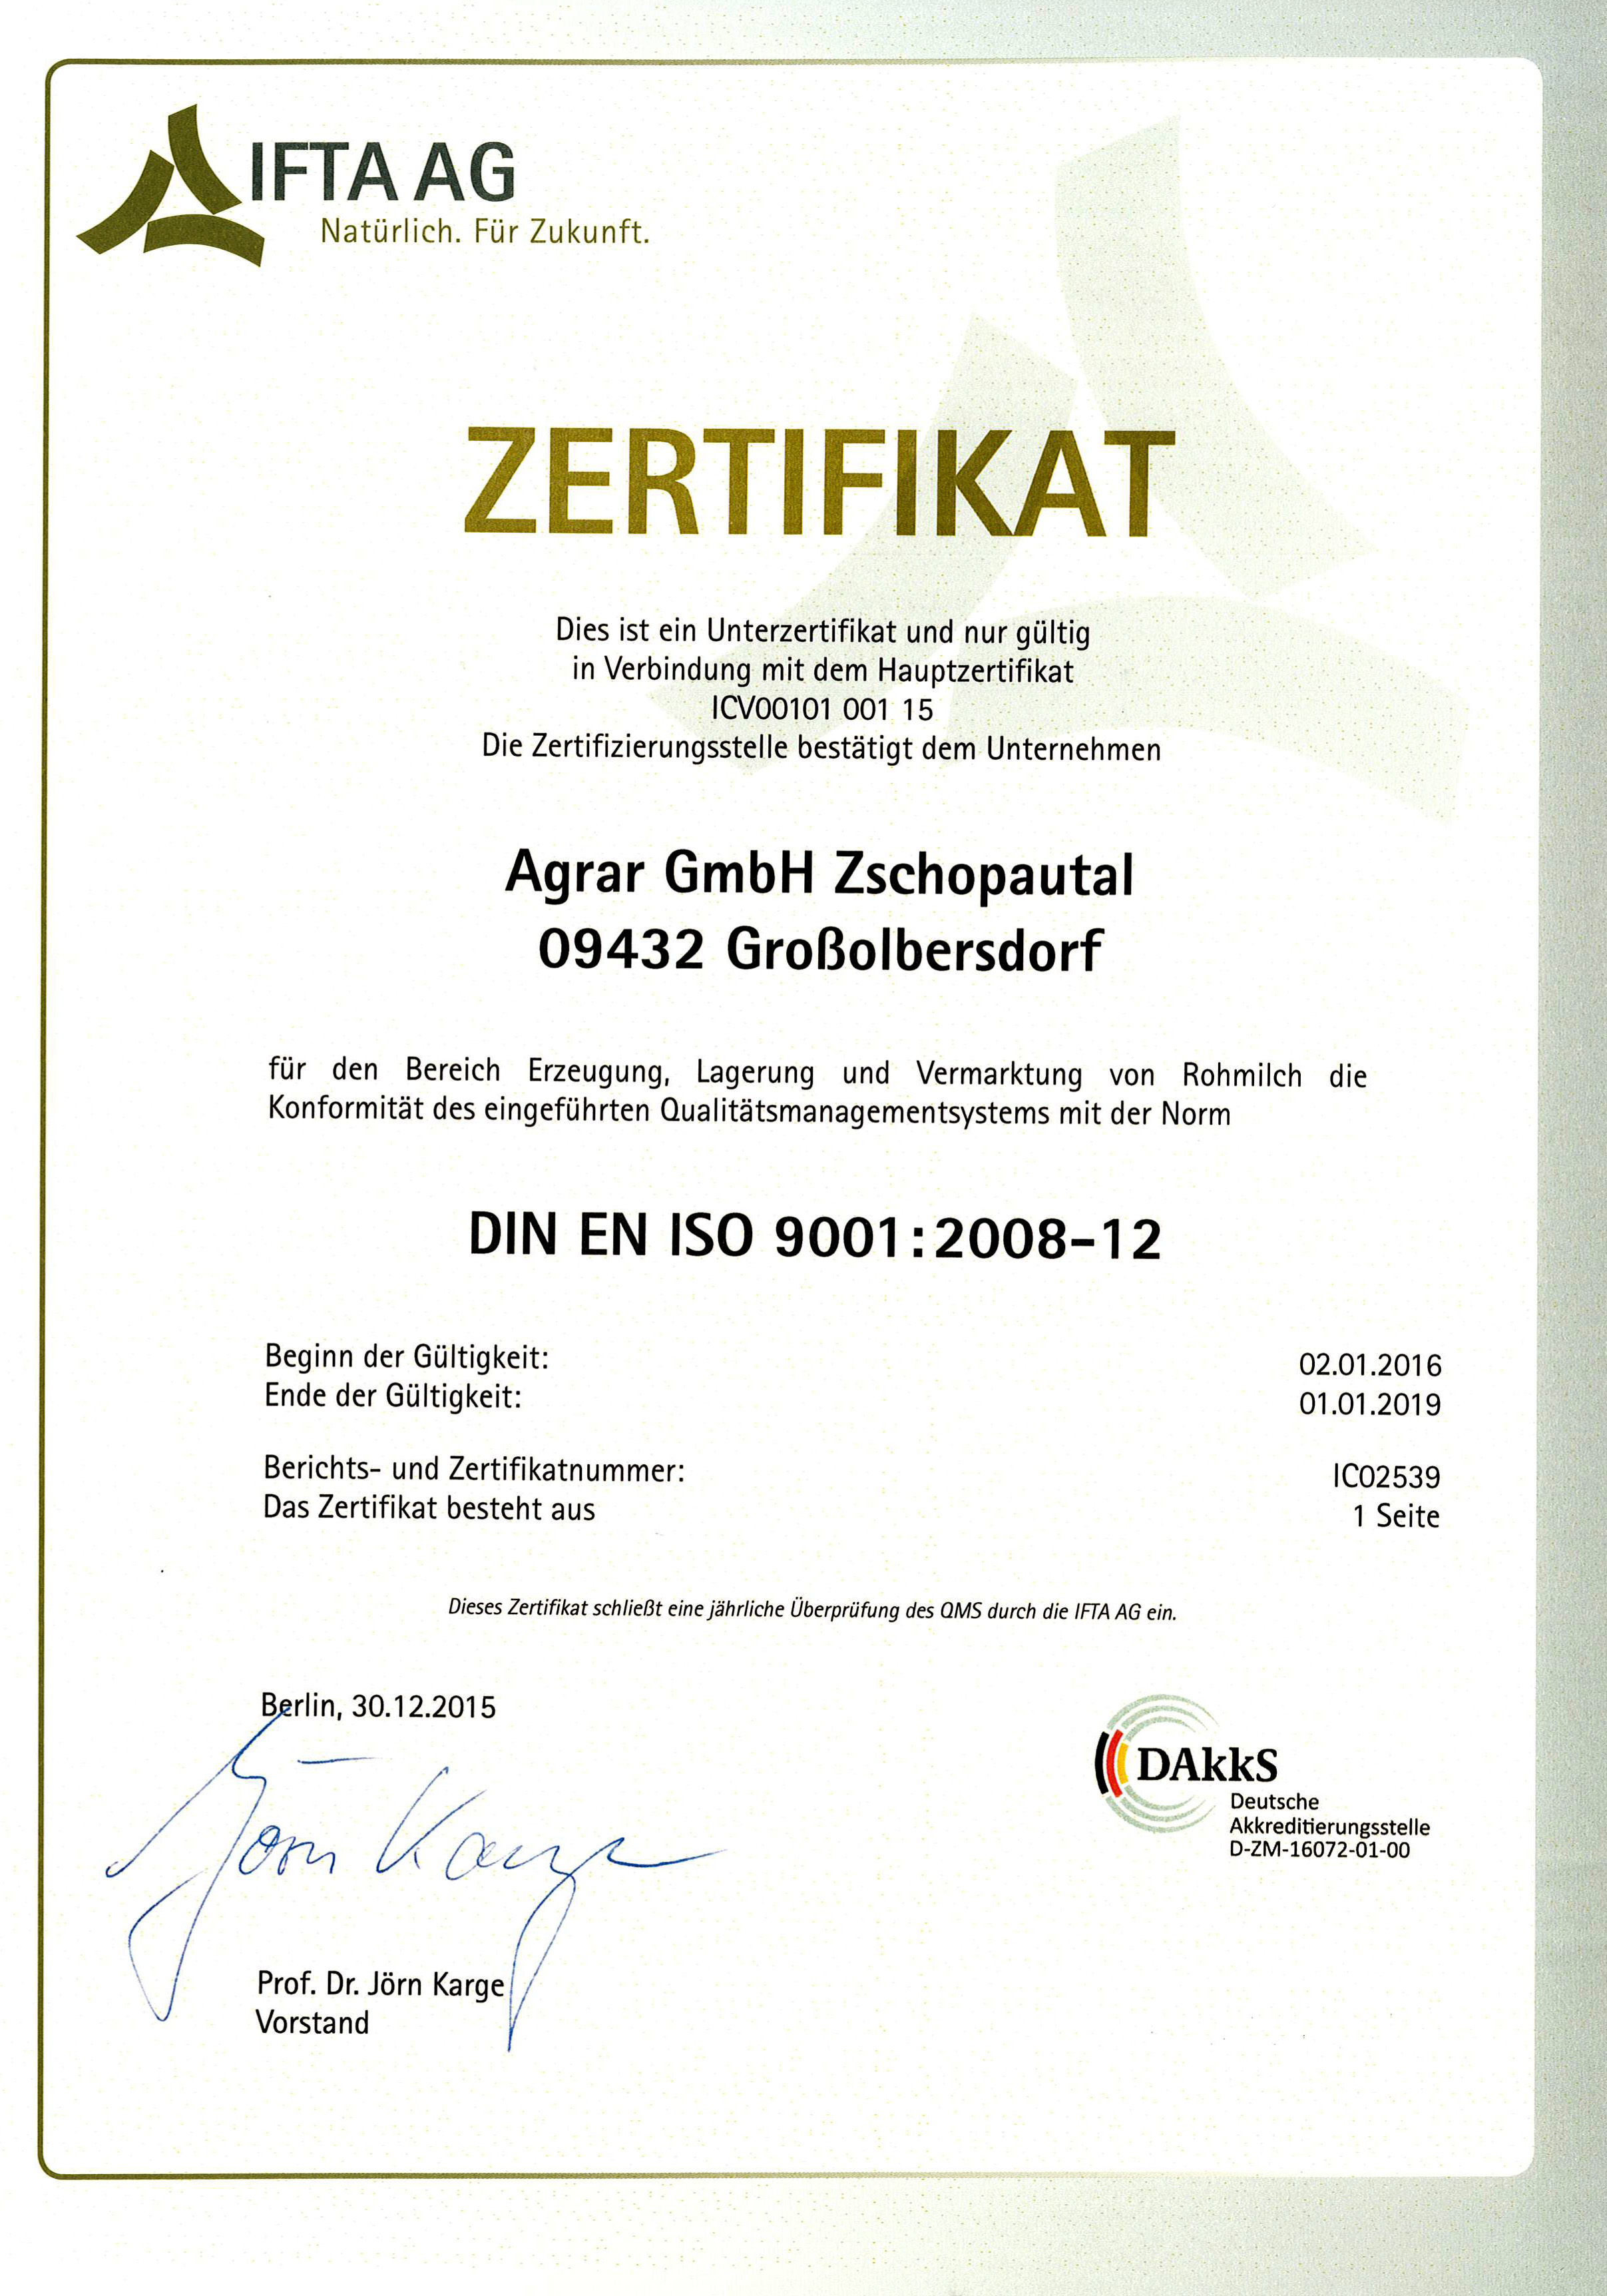 IFTA AG
Natürlich. Für Zukunft.
ZERTIFIKAT
Dies ist ein Unterzertifikat und nur gültig
in Verbindung mit dem Hauptzertifikat
ICV00101 001 15
Die Zertifizierungsstelle bestätigt dem Unternehmen
Agrar GmbH Zschopautal
09432 Großolbersdorf
für den Bereich Erzeugung, Lagerung und Vermarktung von Rohmilch die
Konformität des eingeführten Qualitätsmanagementsystems mit der Norm
DIN EN ISO 9001:2008-12
Beginn der Gültigkeit: 02.01.2016
Ende der Gültigkeit: 01.01.2019
Berichts- und Zertifikatnummer: IC02539
Das Zertifikat besteht aus 1 Seite
Dieses Zertifikat schließt eine jährliche Überprüfung des QMS durch die IFTA AG ein.
Berlin, 30.12.2015
Jörn Karge
Prof. Dr. Jörn Karge
Vorstand
DAkkS
Deutsche
Akkreditierungsstelle
D-ZM-16072-01-00